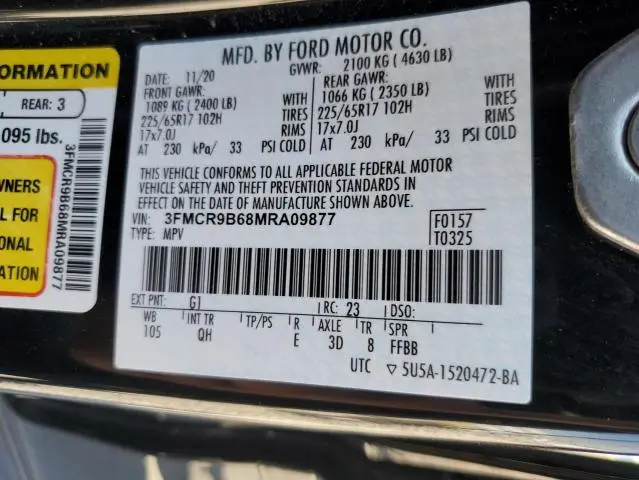 ORMATION
REAR: 3
095 lbs.
WNERS
L FOR
ONAL
ATION
3FMCR9B68MRA09877
MFD. BY FORD MOTOR CO.
DATE: 11/20 GVWR: 2100 KG ( 4630 LB)
FRONT GAWR: REAR GAWR:
1089 KG (2400 LB) WITH 1066 KG ( 2350 LB) WITH
225/65R17 102H TIRES 225/65R17 102H TIRES
17x7.0J RIMS 17x7.0J RIMS
AT 230 kPa/ 33 PSI COLD AT 230 kPa/ 33 PSI COLD
THIS VEHICLE CONFORMS TO ALL APPLICABLE FEDERAL MOTOR
VEHICLE SAFETY AND THEFT PREVENTION STANDARDS IN
EFFECT ON THE DATE OF MANUFACTURE SHOWN ABOVE.
VIN: 3FMCR9B68MRA09877 F0157
TYPE: MPV T0325
EXT PNT: G1 RC: 23 DSO:
WB INT TR TP/PS R AXLE TR SPR
105 QH E 3D 8 FFBB
UTC ▽ 5U5A-1520472-BA